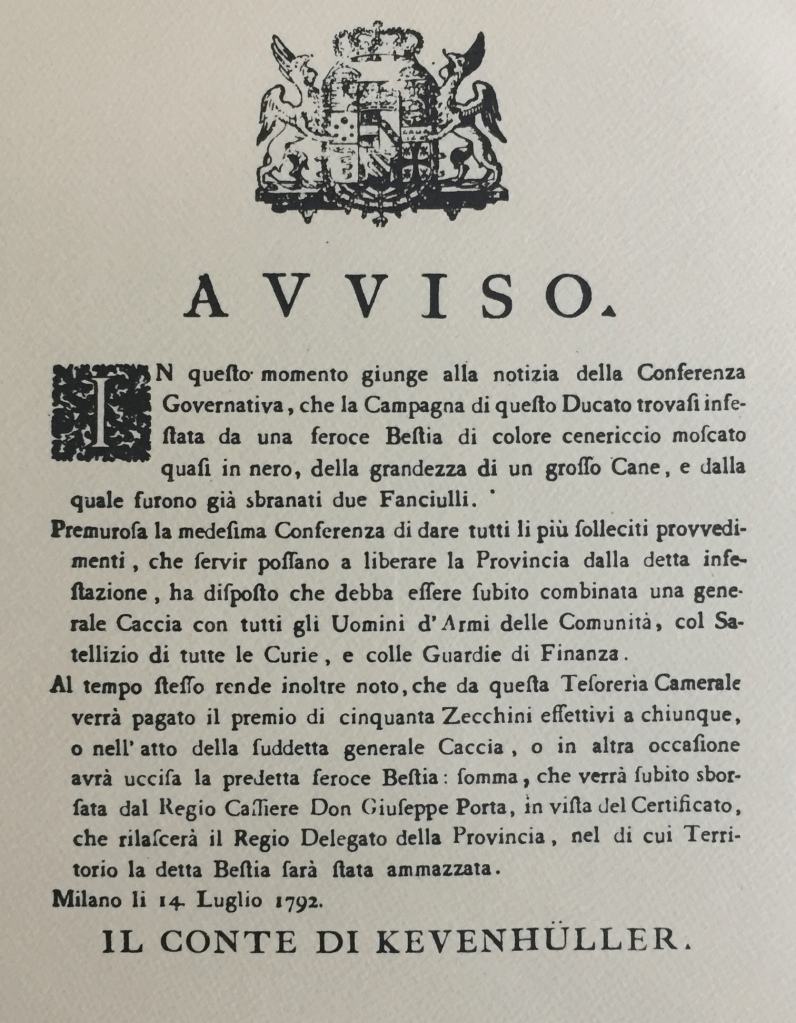 AVVISO.
IN queſto momento giunge alla notizia della Conferenza
Governativa, che la Campagna di queſto Ducato trovaſi infe-
ſtata da una feroce Beſtia di colore cenericcio moſcato
quaſi in nero, della grandezza di un groſſo Cane, e dalla
quale furono già sbranati due Fanciulli.
Premuroſa la medeſima Conferenza di dare tutti li più ſolleciti provvedi-
menti, che ſervir poſſano a liberare la Provincia dalla detta infe-
ſtazione, ha diſpoſto che debba eſſere ſubito combinata una gene-
rale Caccia con tutti gli Uomini d'Armi delle Comunità, col Sa-
tellizio di tutte le Curie, e colle Guardie di Finanza.
Al tempo ſteſſo rende inoltre noto, che da queſta Teſoreria Camerale
verrà pagato il premio di cinquanta Zecchini effettivi a chiunque,
o nell' atto della ſuddetta generale Caccia, o in altra occaſione
avrà ucciſa la predetta feroce Beſtia: ſomma, che verrà ſubito sbor-
ſata dal Regio Caſſiere Don Giuſeppe Porta, in viſta del Certificato,
che rilaſcerà il Regio Delegato della Provincia, nel di cui Terri-
torio la detta Beſtia ſarà ſtata ammazzata.
Milano li 14 Luglio 1792.
IL CONTE DI KEVENHÜLLER.